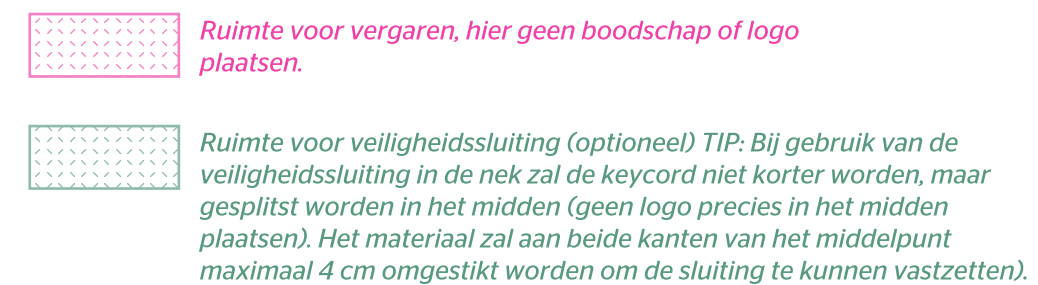 Ruimte voor vergaren, hier geen boodschap of logo
plaatsen.
Ruimte voor veiligheidssluiting (optioneel) TIP: Bij gebruik van de
veiligheidssluiting in de nek zal de keycord niet korter worden, maar
gesplitst worden in het midden (geen logo precies in het midden
plaatsen). Het materiaal zal aan beide kanten van het middelpunt
maximaal 4 cm omgestikt worden om de sluiting te kunnen vastzetten).